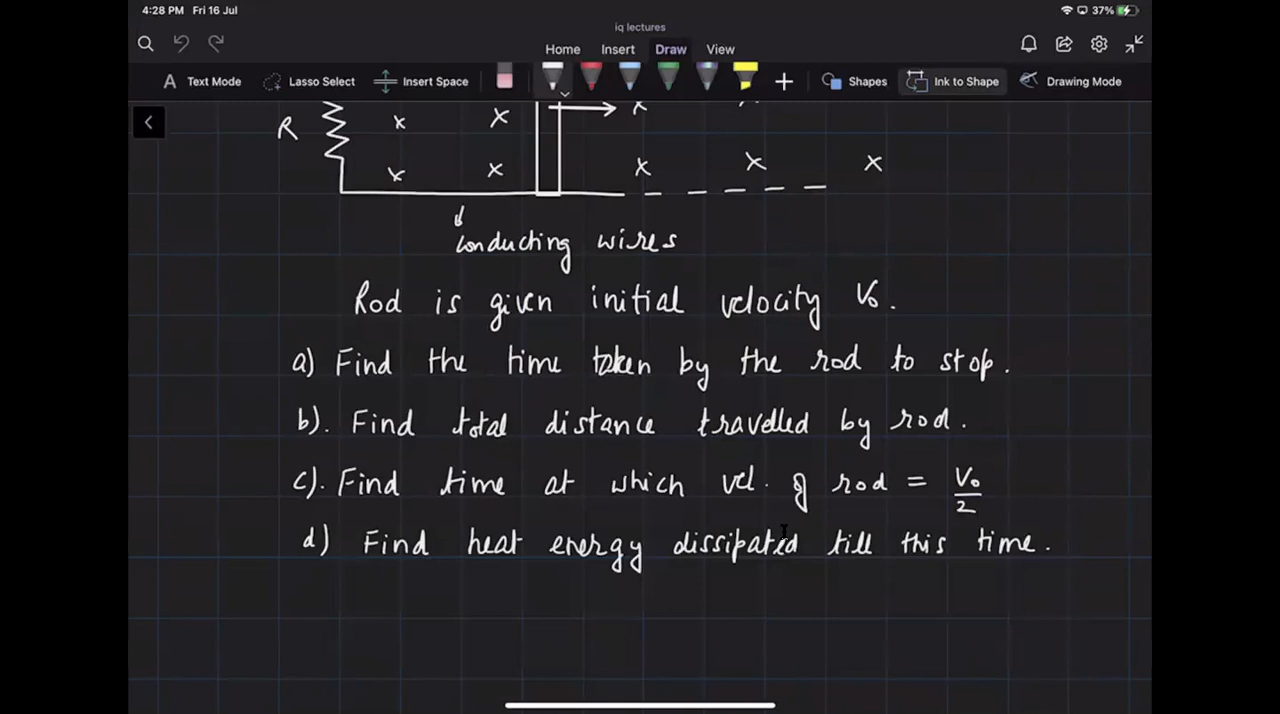 4:28 PM Fri 16 Jul
37%
iq lectures
Home Insert Draw View
Text Mode Lasso Select Insert Space Shapes Ink to Shape Drawing Mode
R
x x x
x x x x x
conducting wires
Rod is given initial velocity V₀.
a) Find the time taken by the rod to stop.
b). Find total distance travelled by rod.
c). Find time at which vel. of rod = V₀/2
d) Find heat energy dissipated till this time.